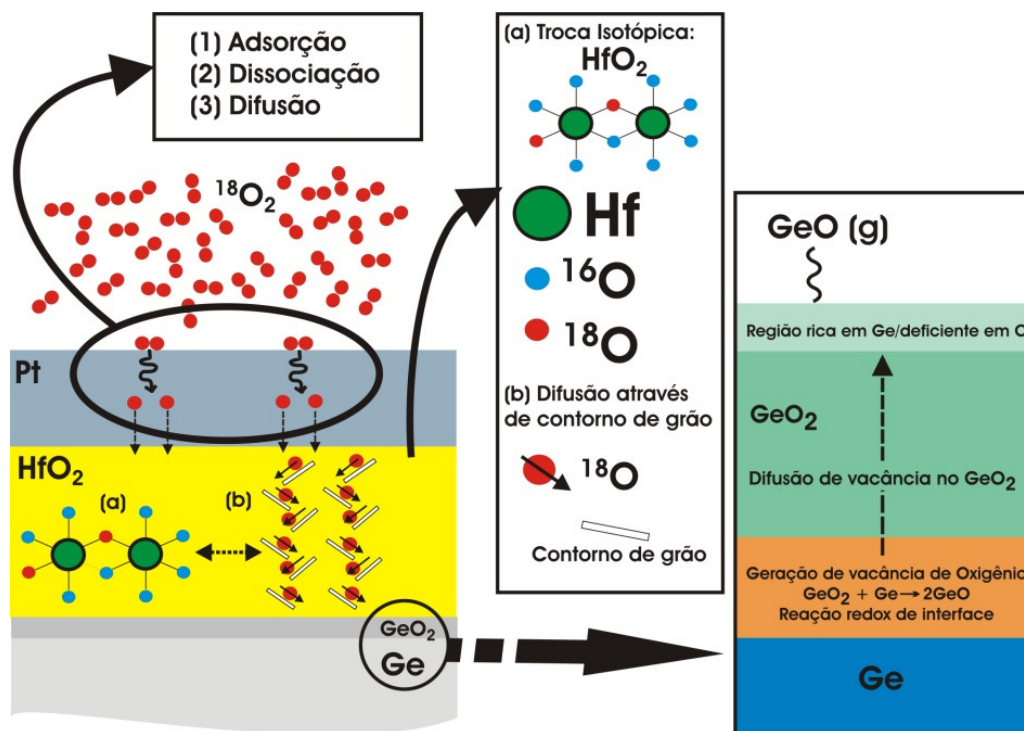 (1) Adsorção
(2) Dissociação
(3) Difusão
¹⁸O₂
Pt
HfO₂
(a)
(b)
GeO₂
Ge
(a) Troca Isotópica:
HfO₂
Hf
¹⁶O
¹⁸O
(b) Difusão através
de contorno de grão
¹⁸O
Contorno de grão
GeO (g)
Região rica em Ge/deficiente em O
GeO₂
Difusão de vacância no GeO₂
Geração de vacância de Oxigênio
GeO₂ + Ge→2GeO
Reação redox de interface
Ge